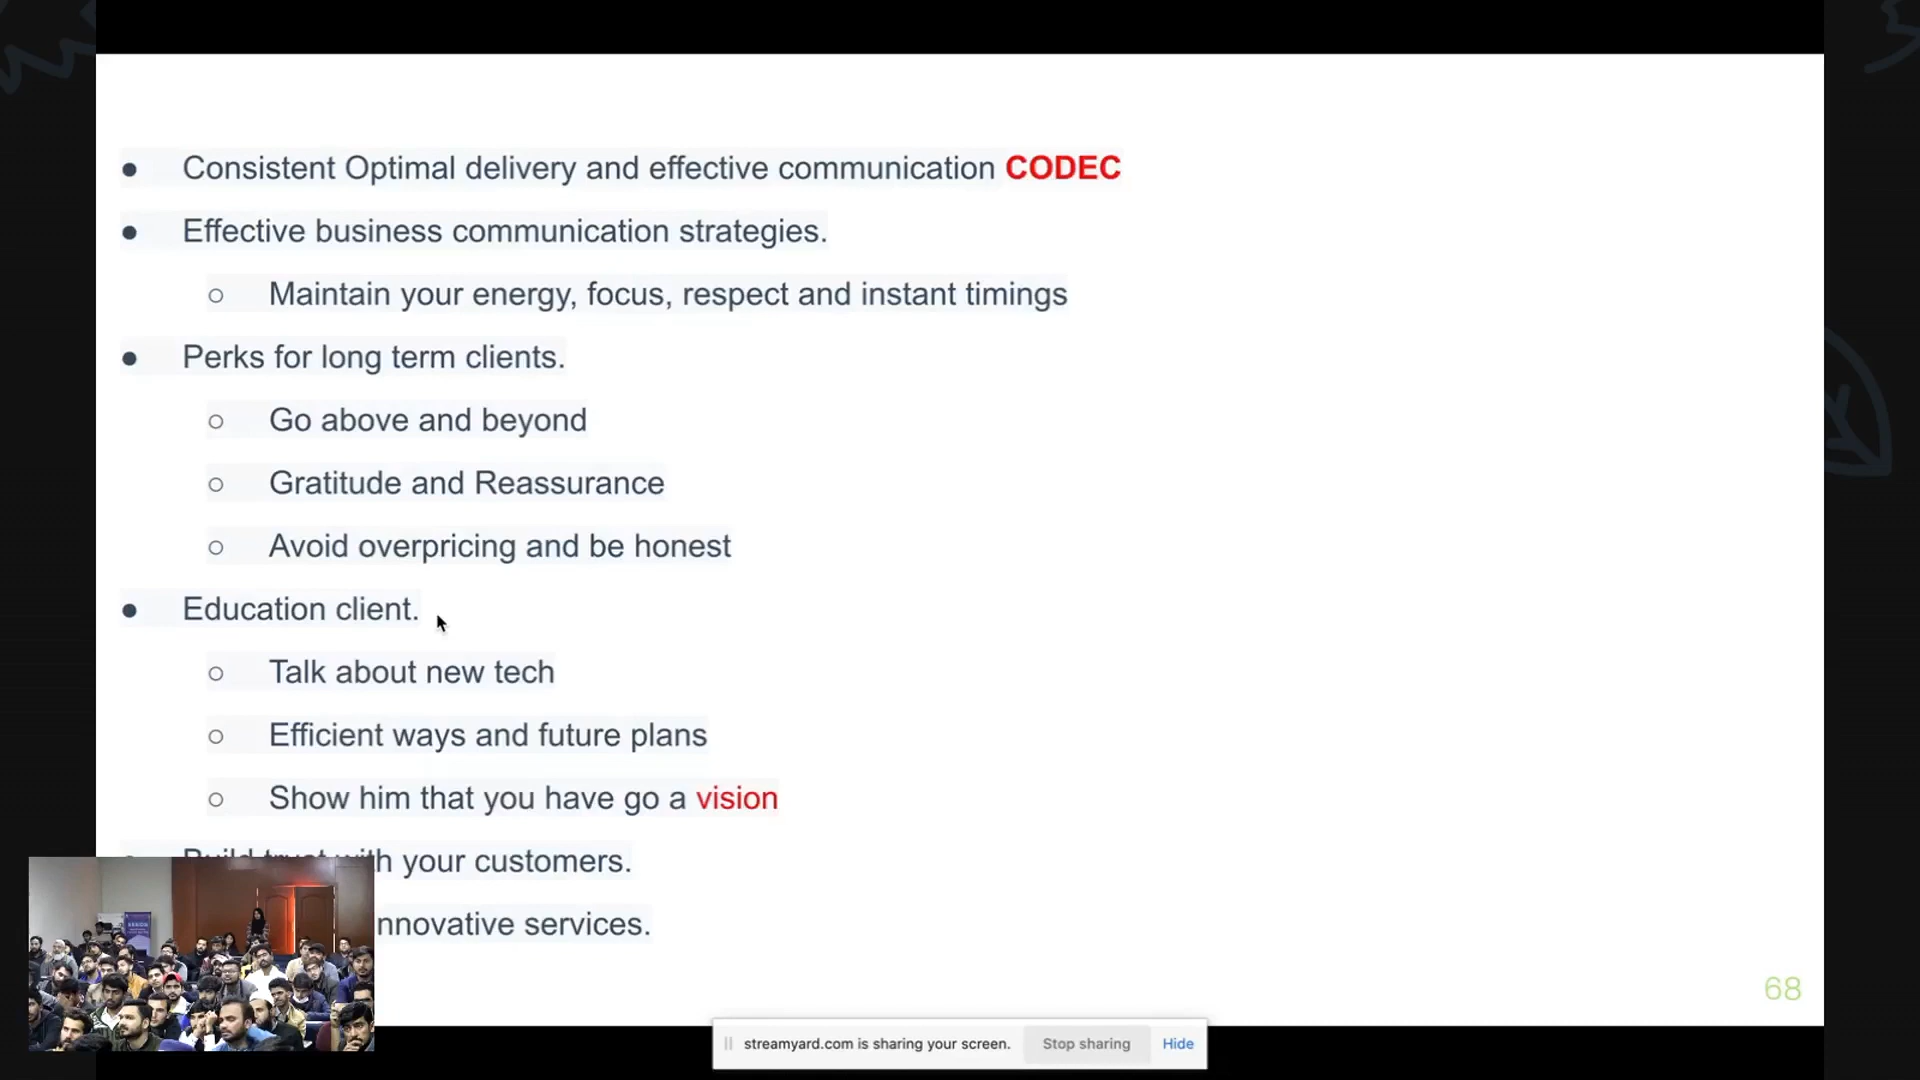 ● Consistent Optimal delivery and effective communication CODEC
● Effective business communication strategies.
○ Maintain your energy, focus, respect and instant timings
● Perks for long term clients.
○ Go above and beyond
○ Gratitude and Reassurance
○ Avoid overpricing and be honest
● Education client.
○ Talk about new tech
○ Efficient ways and future plans
○ Show him that you have go a vision
Build trust with your customers.
nnovative services.
68
streamyard.com is sharing your screen. Stop sharing Hide